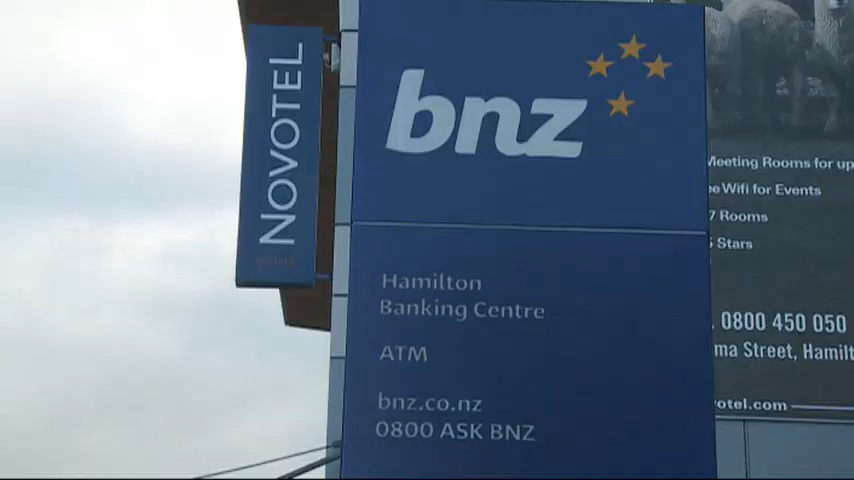 NOVOTEL
bnz
Hamilton
Banking Centre
ATM
bnz.co.nz
0800 ASK BNZ
Meeting Rooms for up
Wifi for Events
7 Rooms
Stars
0800 450 050
Street, Hamilt
otel.com